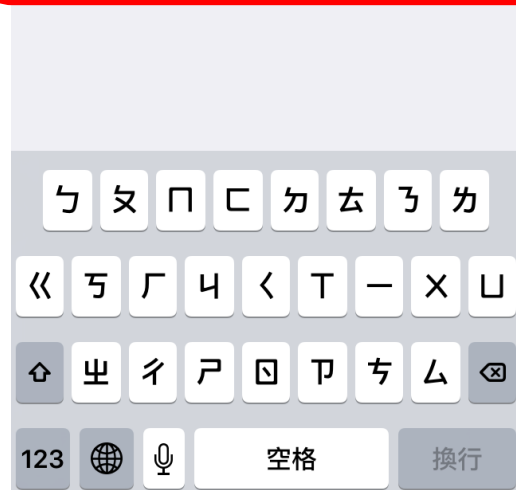 ㄅ ㄆ ㄇ ㄈ ㄉ ㄊ ㄋ ㄌ
ㄍ ㄎ ㄏ ㄐ ㄑ ㄒ ㄧ ㄨ ㄩ
ㄓ ㄔ ㄕ ㄖ ㄗ ㄘ ㄙ
123 空格 換行